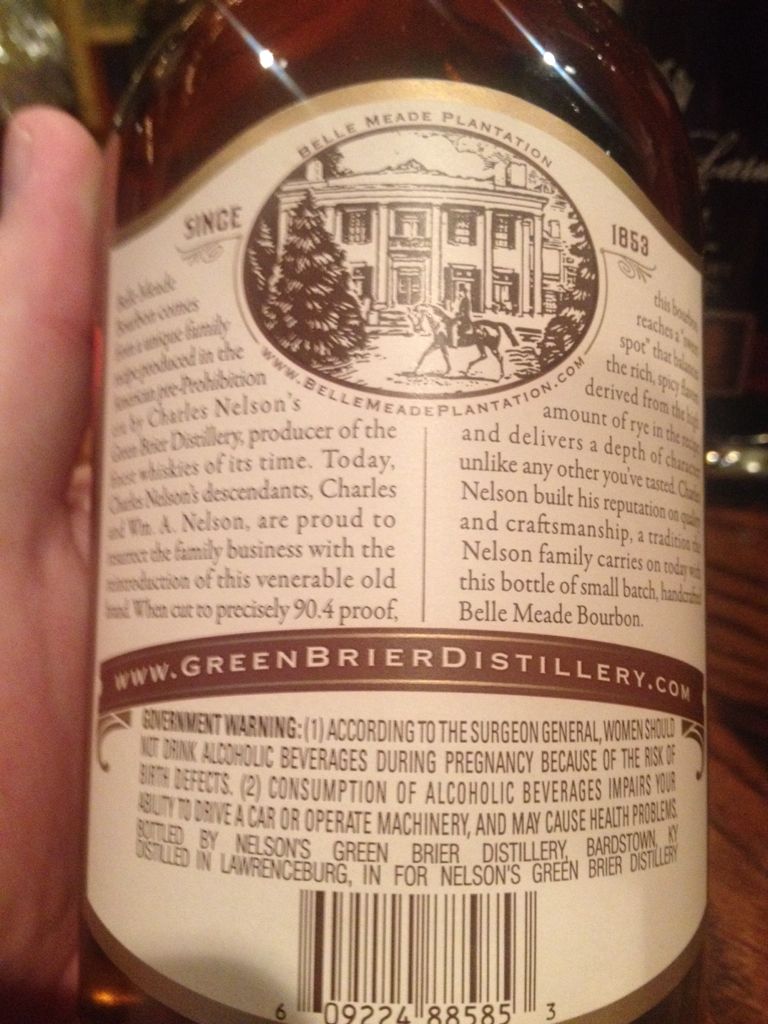 BELLE MEADE PLANTATION
SINCE
1853
WWW.BELLEMEADEPLANTATION.COM
Belle Meade
Bourbon comes
from a unique family
recipe produced in the
American pre-Prohibition
era by Charles Nelson's
Green Brier Distillery, producer of the
finest whiskies of its time. Today,
Charles Nelson's descendants, Charles
and Wm. A. Nelson, are proud to
resurrect the family business with the
reintroduction of this venerable old
brand. When cut to precisely 90.4 proof,
this bourbon
reaches a "sweet
spot" that balances
the rich, spicy flavors
derived from the high
amount of rye in the recipe
and delivers a depth of character
unlike any other you've tasted. Charles
Nelson built his reputation on quality
and craftsmanship, a tradition the
Nelson family carries on today with
this bottle of small batch, handcrafted
Belle Meade Bourbon.
WWW.GREENBRIERDISTILLERY.COM
GOVERNMENT WARNING: (1) ACCORDING TO THE SURGEON GENERAL, WOMEN SHOULD
NOT DRINK ALCOHOLIC BEVERAGES DURING PREGNANCY BECAUSE OF THE RISK OF
BIRTH DEFECTS. (2) CONSUMPTION OF ALCOHOLIC BEVERAGES IMPAIRS YOUR
ABILITY TO DRIVE A CAR OR OPERATE MACHINERY, AND MAY CAUSE HEALTH PROBLEMS.
BOTTLED BY NELSON'S GREEN BRIER DISTILLERY, BARDSTOWN, KY
DISTILLED IN LAWRENCEBURG, IN FOR NELSON'S GREEN BRIER DISTILLERY
6 09224 88585 3